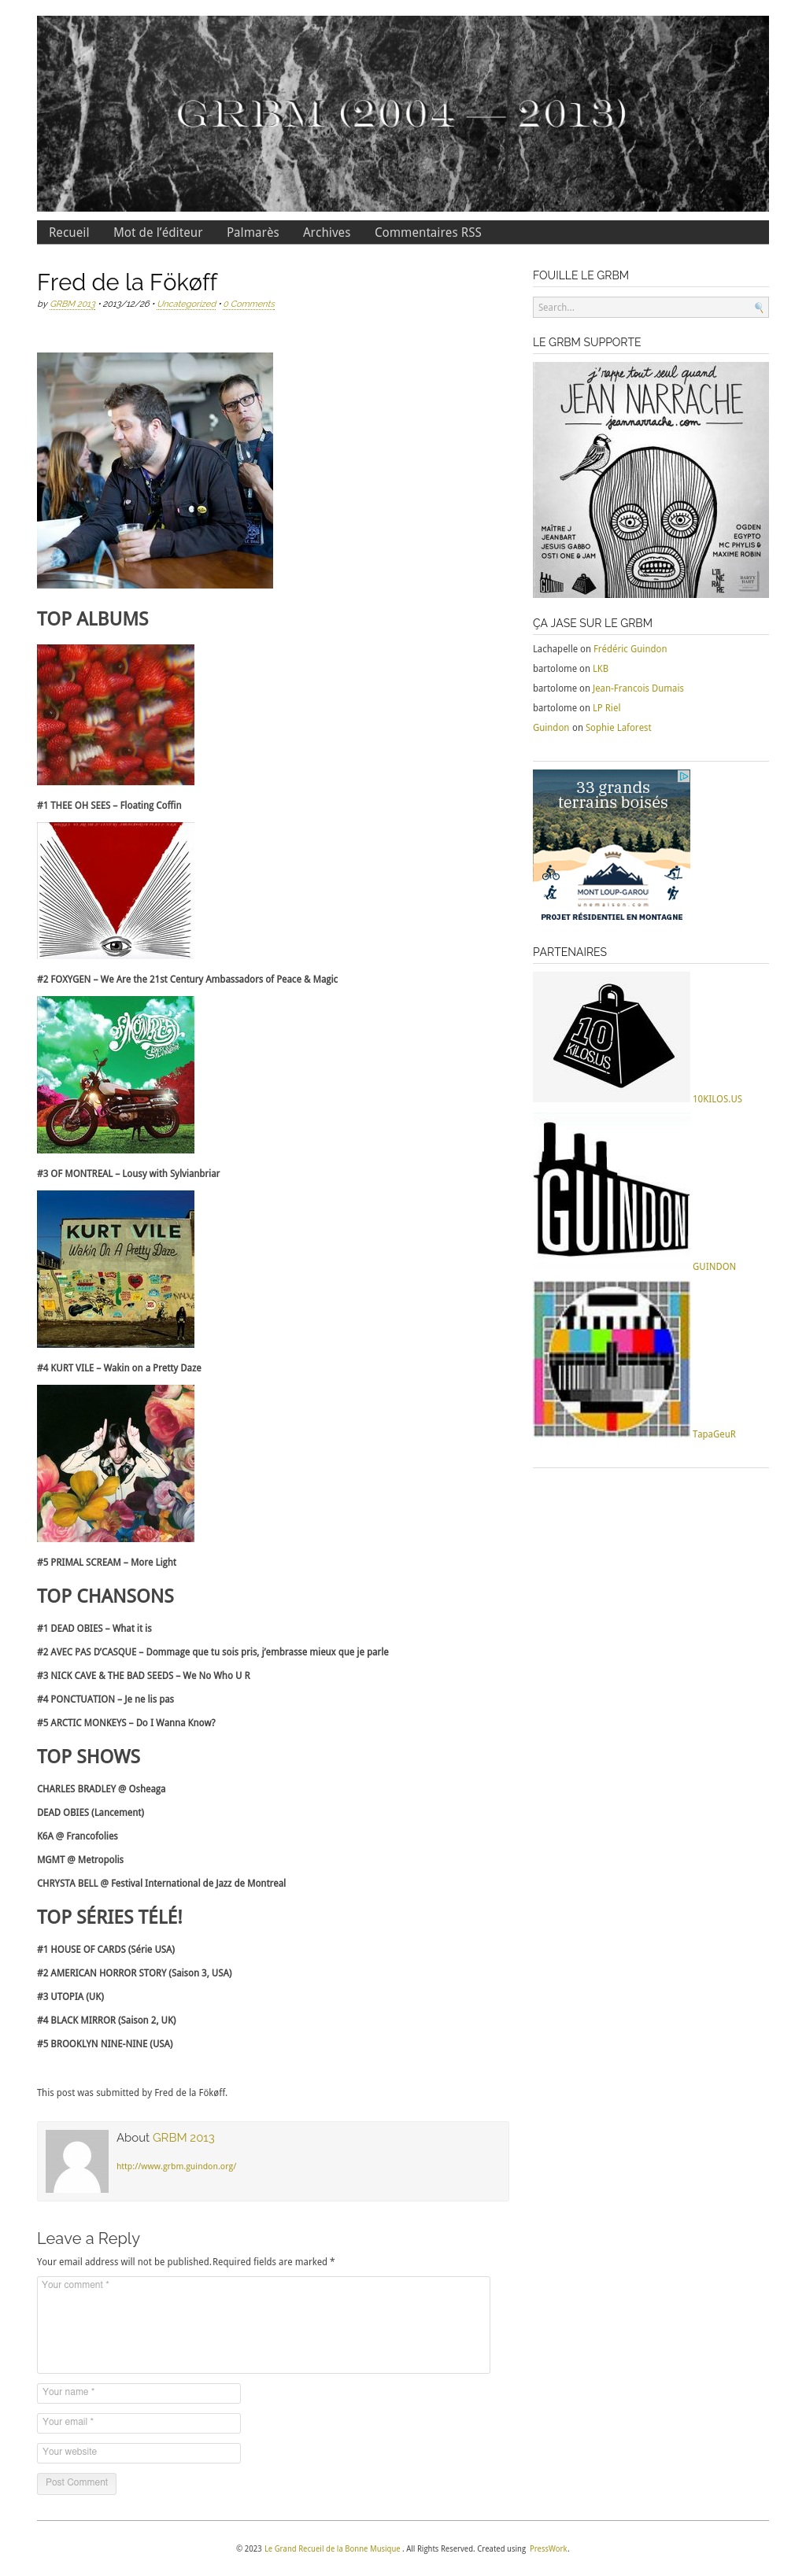 GRBM (2004 — 2013)
Recueil
Mot de l'éditeur
Palmarès
Archives
Commentaires RSS
Fred de la Fökøff
by GRBM 2013 • 2013/12/26 • Uncategorized • 0 Comments
TOP ALBUMS
#1 THEE OH SEES – Floating Coffin
#2 FOXYGEN – We Are the 21st Century Ambassadors of Peace & Magic
of Montreal
#3 OF MONTREAL – Lousy with Sylvianbriar
KURT VILE
Wakin On A Pretty Daze
#4 KURT VILE – Wakin on a Pretty Daze
#5 PRIMAL SCREAM – More Light
TOP CHANSONS
#1 DEAD OBIES – What it is
#2 AVEC PAS D'CASQUE – Dommage que tu sois pris, j'embrasse mieux que je parle
#3 NICK CAVE & THE BAD SEEDS – We No Who U R
#4 PONCTUATION – Je ne lis pas
#5 ARCTIC MONKEYS – Do I Wanna Know?
TOP SHOWS
CHARLES BRADLEY @ Osheaga
DEAD OBIES (Lancement)
K6A @ Francofolies
MGMT @ Metropolis
CHRYSTA BELL @ Festival International de Jazz de Montreal
TOP SÉRIES TÉLÉ!
#1 HOUSE OF CARDS (Série USA)
#2 AMERICAN HORROR STORY (Saison 3, USA)
#3 UTOPIA (UK)
#4 BLACK MIRROR (Saison 2, UK)
#5 BROOKLYN NINE-NINE (USA)
This post was submitted by Fred de la Fökøff.
About GRBM 2013
http://www.grbm.guindon.org/
Leave a Reply
Your email address will not be published.Required fields are marked *
Your comment *
Your name *
Your email *
Your website
Post Comment
FOUILLE LE GRBM
Search...
LE GRBM SUPPORTE
j'rappe tout seul quand
JEAN NARRACHE
jeannarrache.com
MAÎTRE J
JEANBART
JESUIS GABBO
OSTI ONE & JAM
OGDEN
EGYPTO
MC PHYLIS &
MAXIME ROBIN
ÇA JASE SUR LE GRBM
Lachapelle on Frédéric Guindon
bartolome on LKB
bartolome on Jean-Francois Dumais
bartolome on LP Riel
Guindon on Sophie Laforest
33 grands
terrains boisés
MONT LOUP-GAROU
unemaison.com
PROJET RÉSIDENTIEL EN MONTAGNE
PARTENAIRES
10
KILOS.US
10KILOS.US
GUINDON
GUINDON
TapaGeuR
© 2023 Le Grand Recueil de la Bonne Musique . All Rights Reserved. Created using PressWork.